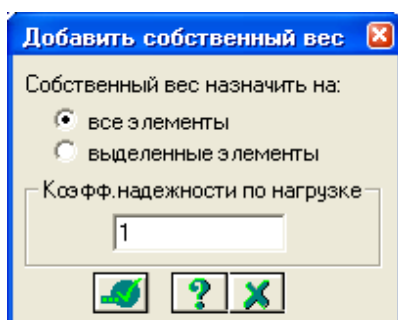 Добавить собственный вес
Собственный вес назначить на:
все элементы
выделенные элементы
Коэфф.надежности по нагрузке
1
?